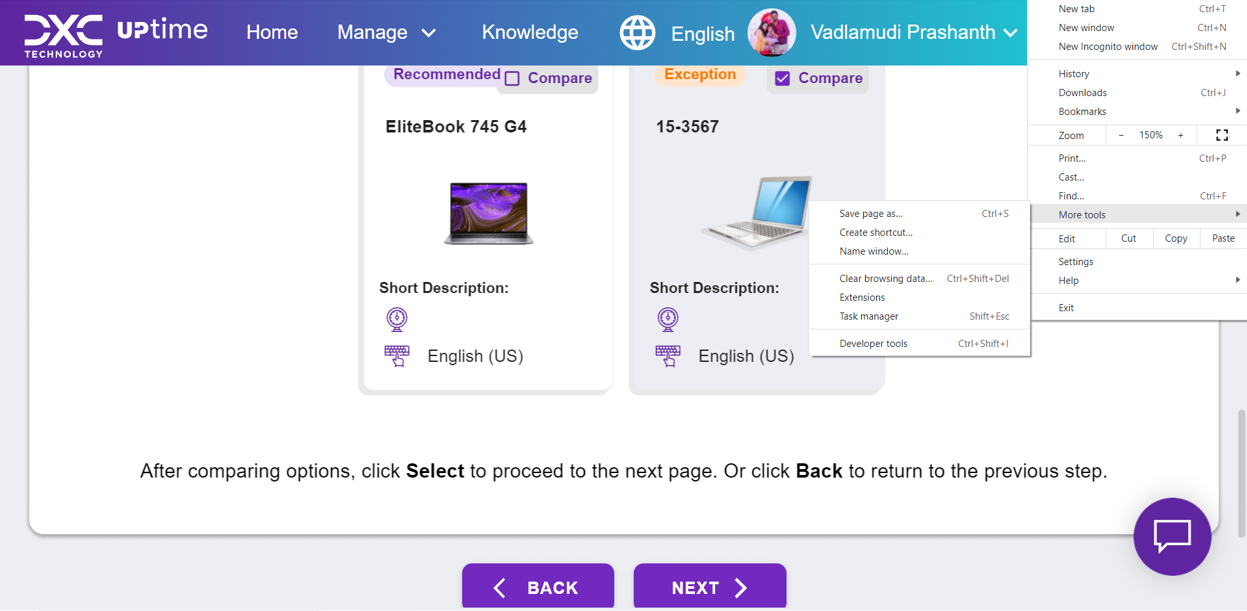 DXC
TECHNOLOGY
UPtime
Home
Manage
Knowledge
English
Vadlamudi Prashanth
New tab Ctrl+T
New window Ctrl+N
New Incognito window Ctrl+Shift+N
History
Downloads Ctrl+J
Bookmarks
Zoom - 150% +
Print... Ctrl+P
Cast...
Find... Ctrl+F
More tools
Edit Cut Copy Paste
Settings
Help
Exit
Save page as... Ctrl+S
Create shortcut...
Name window...
Clear browsing data... Ctrl+Shift+Del
Extensions
Task manager Shift+Esc
Developer tools Ctrl+Shift+I
Recommended
Compare
EliteBook 745 G4
Short Description:
English (US)
Exception
Compare
15-3567
Short Description:
English (US)
After comparing options, click Select to proceed to the next page. Or click Back to return to the previous step.
BACK
NEXT